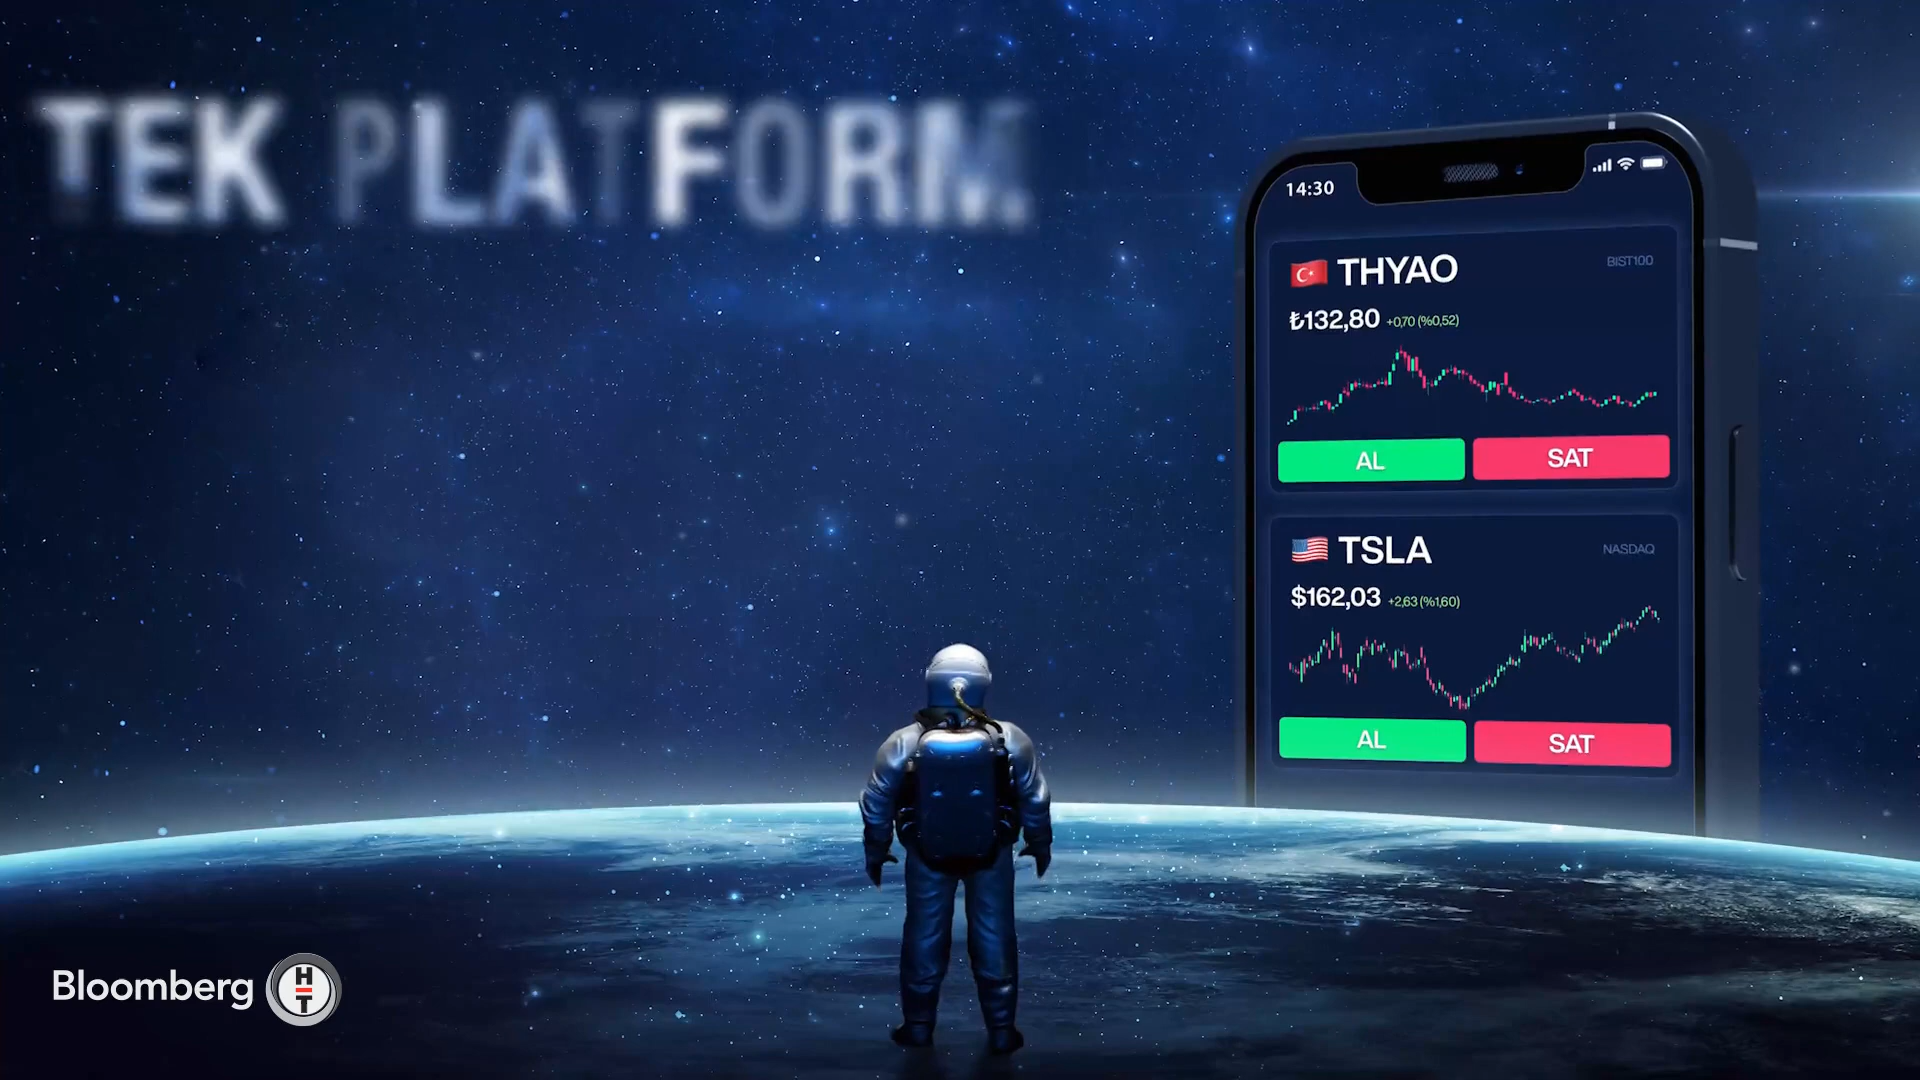 TEK PLATFORM.
14:30
THYAO
BIST100
₺132,80 +0,70 (%0,52)
AL
SAT
TSLA
NASDAQ
$162,03 +2,63 (%1,60)
AL
SAT
Bloomberg HT